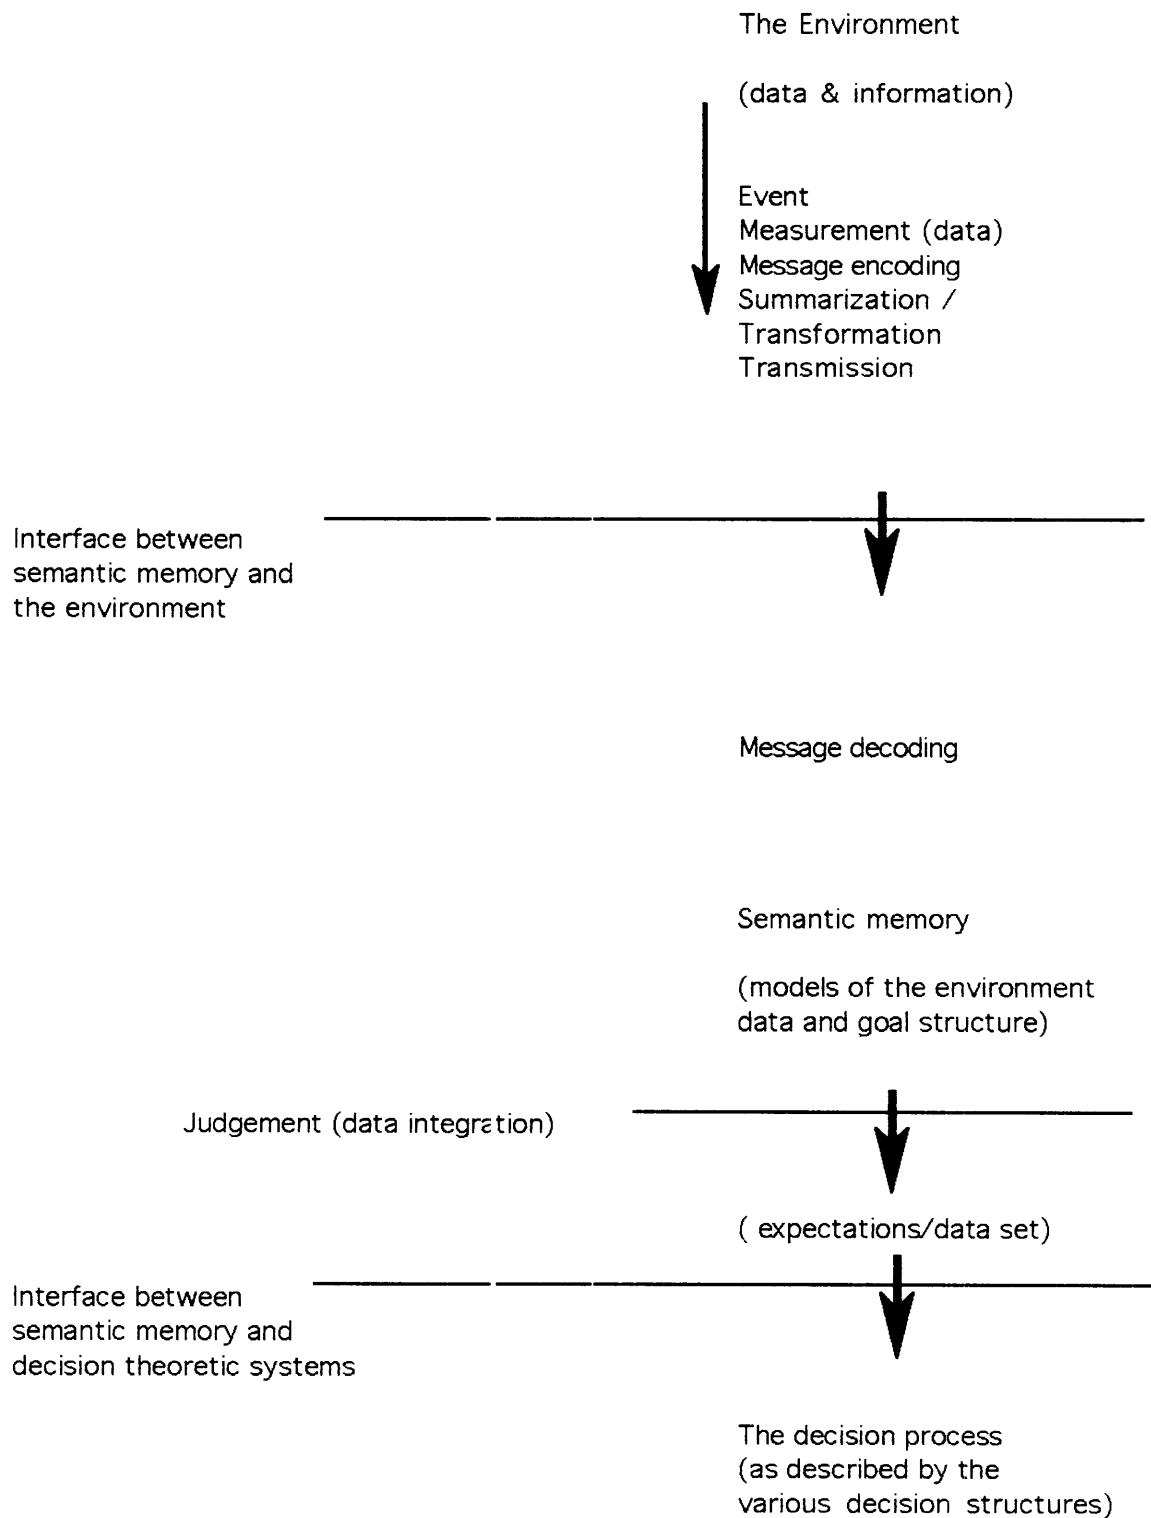 The Environment
(data & information)
Event
Measurement (data)
Message encoding
Summarization /
Transformation
Transmission
Interface between
semantic memory and
the environment
Message decoding
Semantic memory
(models of the environment
data and goal structure)
Judgement (data integration)
( expectations/data set)
Interface between
semantic memory and
decision theoretic systems
The decision process
(as described by the
various decision structures)